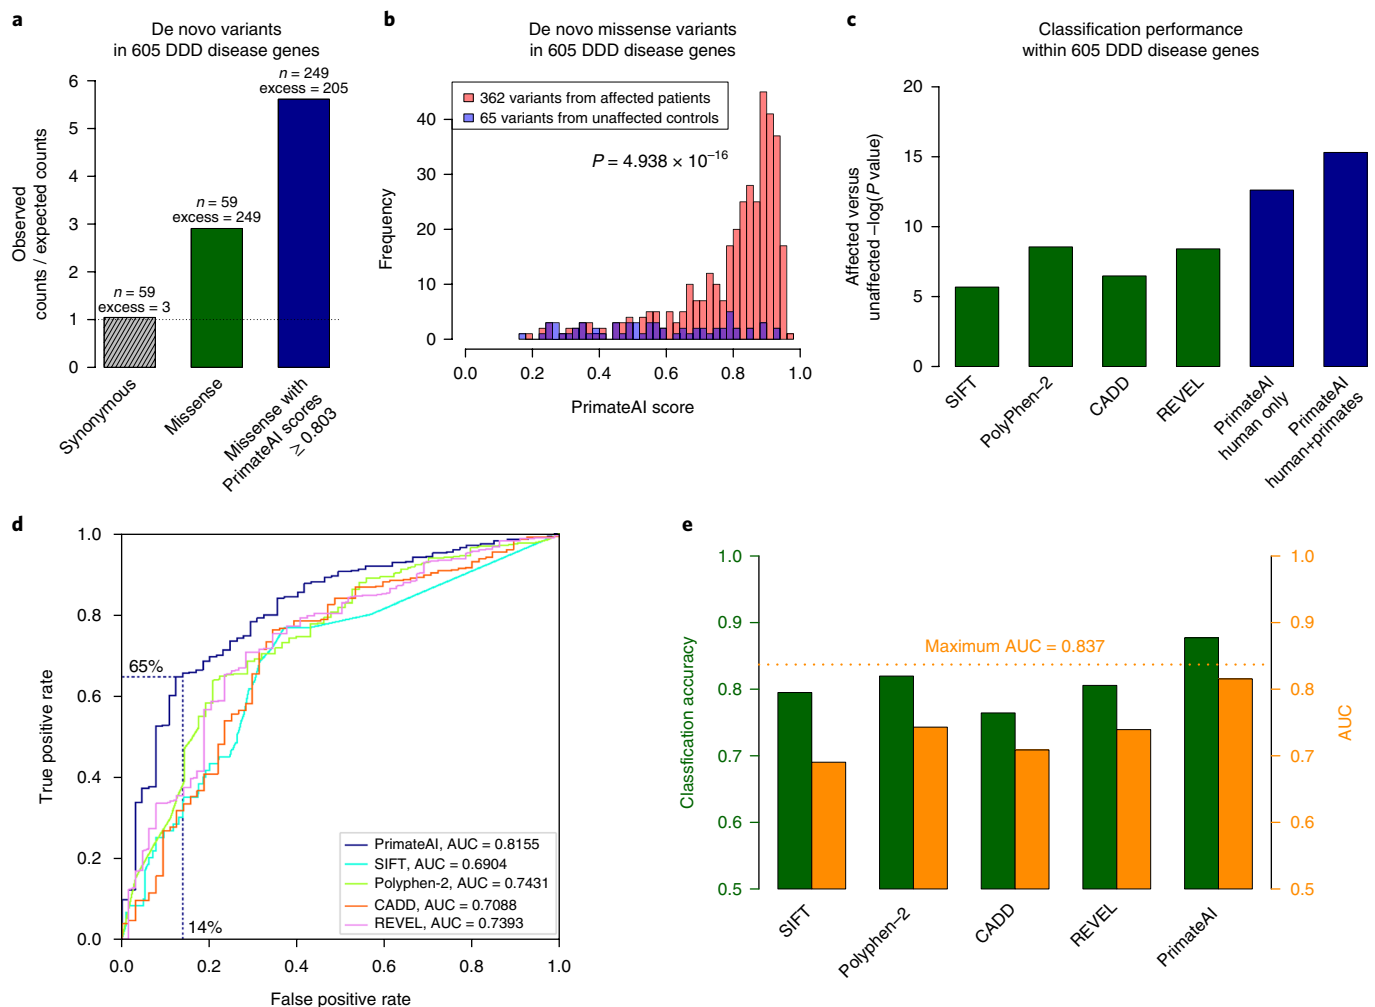 a
De novo variants
in 605 DDD disease genes
Observed
counts / expected counts
6
5
4
3
2
1
0
n = 59
excess = 3
n = 59
excess = 249
n = 249
excess = 205
Synonymous
Missense
Missense with
PrimateAI scores
≥ 0.803
b
De novo missense variants
in 605 DDD disease genes
362 variants from affected patients
65 variants from unaffected controls
P = 4.938 × 10−16
Frequency
40
30
20
10
0
0.0
0.2
0.4
0.6
0.8
1.0
PrimateAI score
c
Classification performance
within 605 DDD disease genes
Affected versus
unaffected –log(P value)
20
15
10
5
0
SIFT
PolyPhen–2
CADD
REVEL
PrimateAI
human only
PrimateAI
human+primates
d
True positive rate
1.0
0.8
0.6
0.4
0.2
0.0
65%
14%
PrimateAI, AUC = 0.8155
SIFT, AUC = 0.6904
Polyphen-2, AUC = 0.7431
CADD, AUC = 0.7088
REVEL, AUC = 0.7393
0.0
0.2
0.4
0.6
0.8
1.0
False positive rate
e
Classfication accuracy
1.0
0.9
0.8
0.7
0.6
0.5
Maximum AUC = 0.837
1.0
0.9
0.8
0.7
0.6
0.5
AUC
SIFT
Polyphen–2
CADD
REVEL
PrimateAI